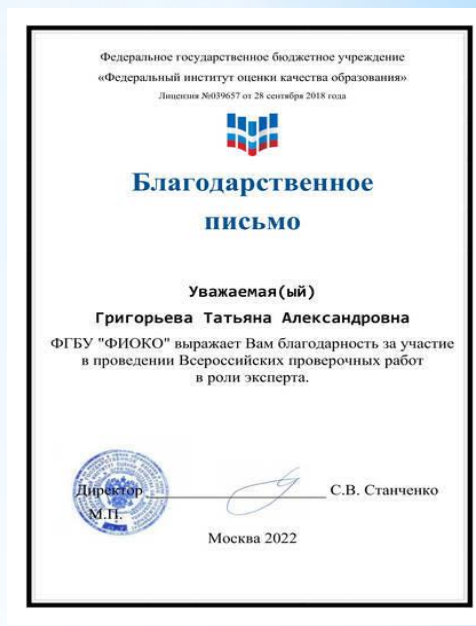 Федеральное государственное бюджетное учреждение
«Федеральный институт оценки качества образования»
Лицензия №039657 от 28 сентября 2018 года
Благодарственное
письмо
Уважаемая(ый)
Григорьева Татьяна Александровна
ФГБУ "ФИОКО" выражает Вам благодарность за участие
в проведении Всероссийских проверочных работ
в роли эксперта.
Директор С.В. Станченко
М.П.
Москва 2022